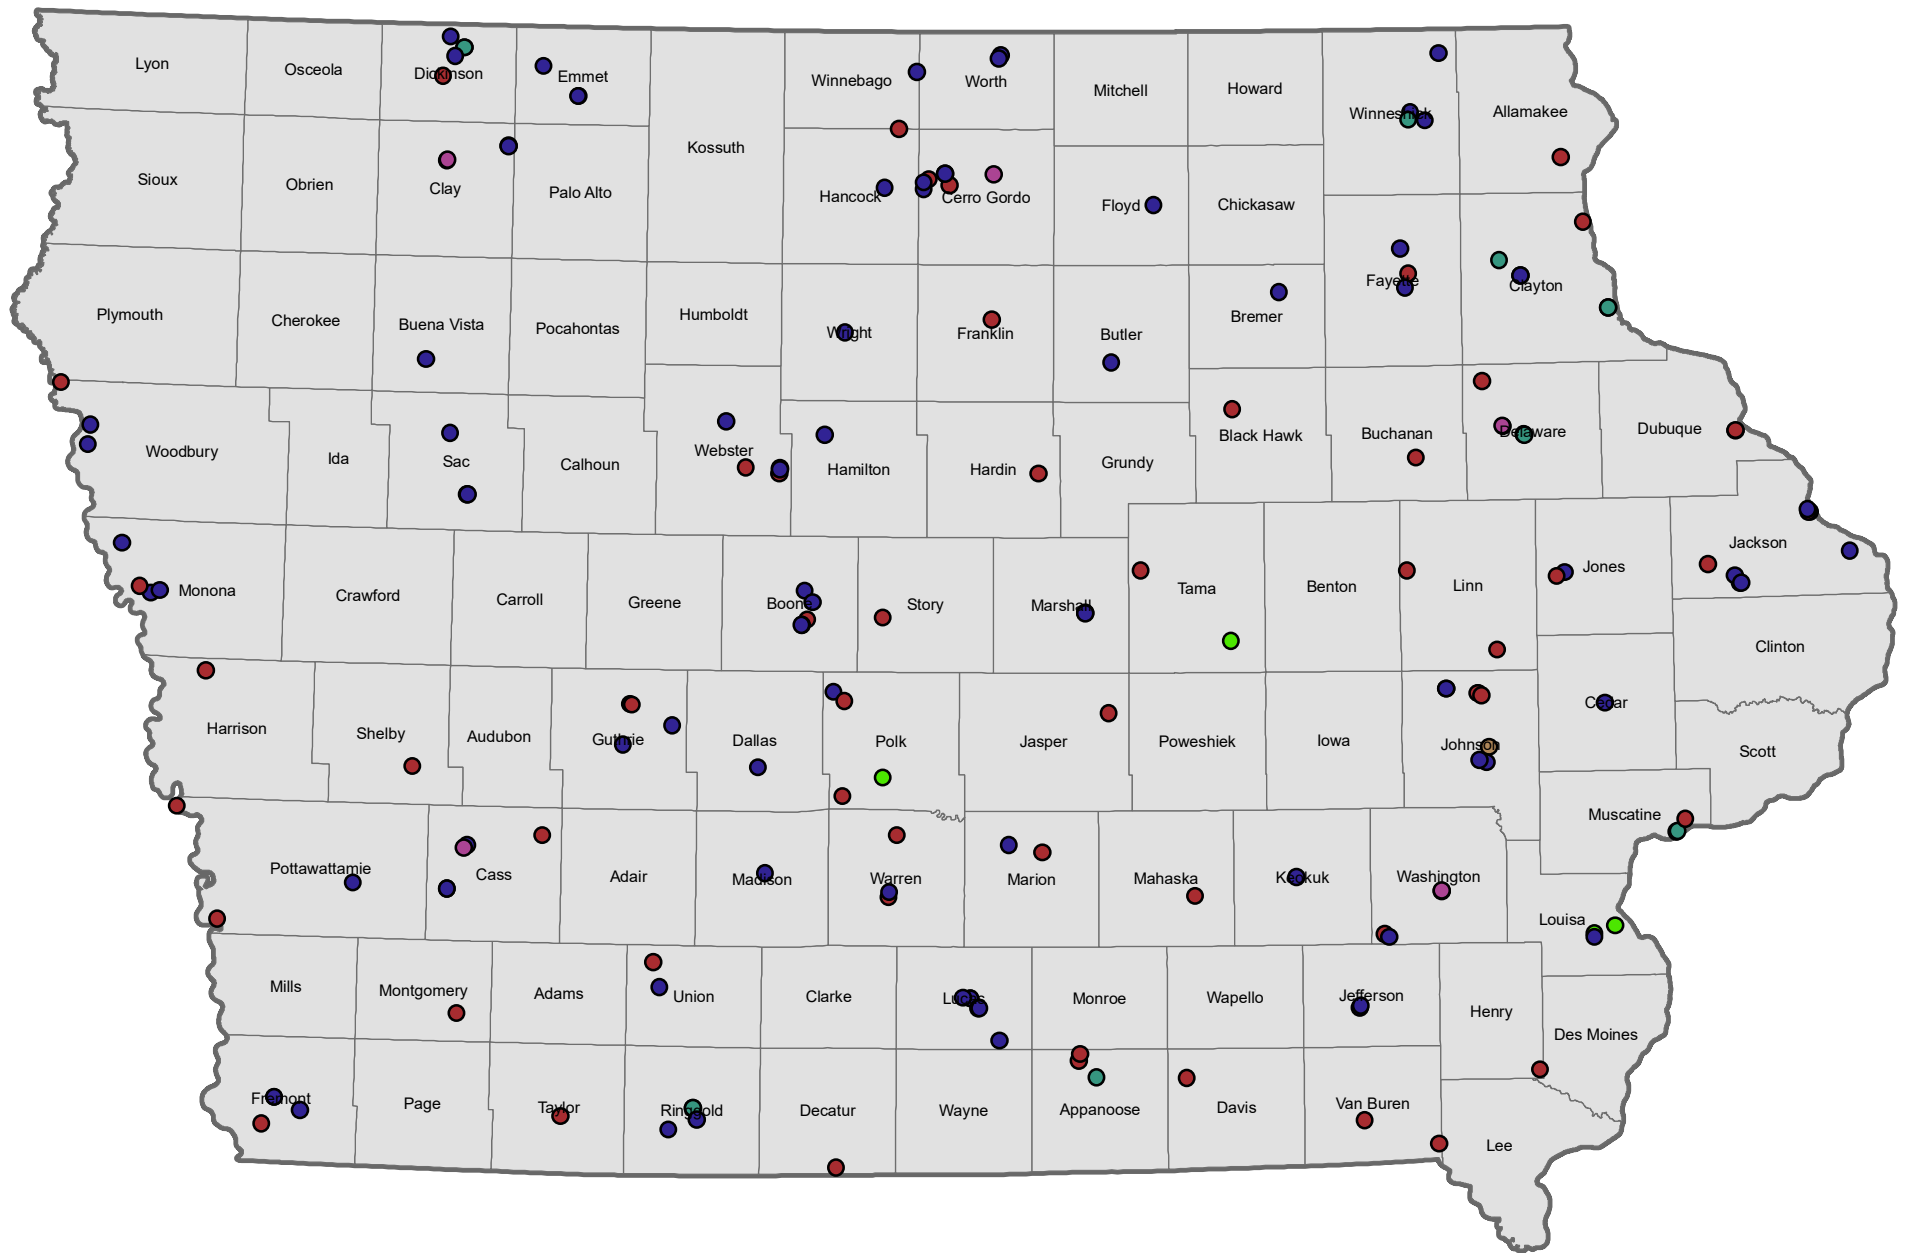 Lyon
Osceola
Dickinson
Emmet
Winnebago
Worth
Mitchell
Howard
Winneshiek
Allamakee
Kossuth
Sioux
Obrien
Clay
Palo Alto
Hancock
Cerro Gordo
Floyd
Chickasaw
Fayette
Clayton
Plymouth
Cherokee
Buena Vista
Pocahontas
Humboldt
Wright
Franklin
Butler
Bremer
Woodbury
Ida
Sac
Calhoun
Webster
Hamilton
Hardin
Grundy
Black Hawk
Buchanan
Delaware
Dubuque
Monona
Crawford
Carroll
Greene
Boone
Story
Marshall
Tama
Benton
Linn
Jones
Jackson
Clinton
Harrison
Shelby
Audubon
Guthrie
Dallas
Polk
Jasper
Poweshiek
Iowa
Johnson
Cedar
Scott
Muscatine
Pottawattamie
Cass
Adair
Madison
Warren
Marion
Mahaska
Keokuk
Washington
Louisa
Mills
Montgomery
Adams
Union
Clarke
Lucas
Monroe
Wapello
Jefferson
Henry
Des Moines
Fremont
Page
Taylor
Ringgold
Decatur
Wayne
Appanoose
Davis
Van Buren
Lee